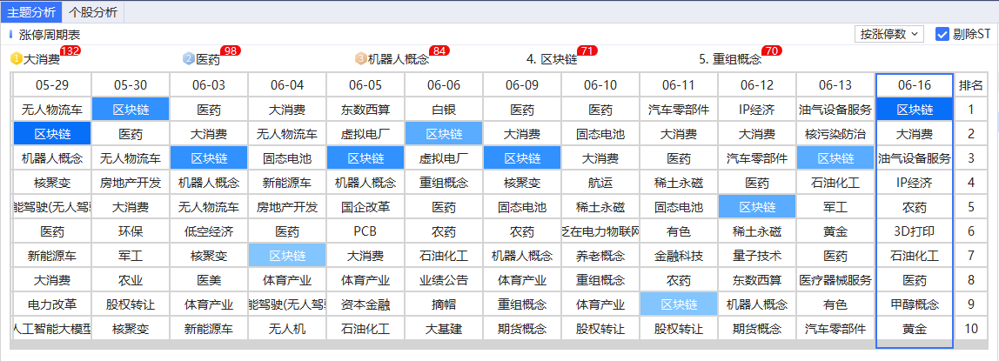 主题分析 个股分析
涨停周期表 按涨停数 剔除ST
1 大消费 132 2 医药 98 3 机器人概念 84 4. 区块链 71 5. 重组概念 70
05-29 05-30 06-03 06-04 06-05 06-06 06-09 06-10 06-11 06-12 06-13 06-16 排名
无人物流车 区块链 医药 大消费 东数西算 白银 医药 医药 汽车零部件 IP经济 油气设备服务 区块链 1
区块链 医药 大消费 无人物流车 虚拟电厂 区块链 大消费 固态电池 大消费 大消费 核污染防治 大消费 2
机器人概念 无人物流车 区块链 固态电池 区块链 虚拟电厂 区块链 大消费 医药 汽车零部件 区块链 油气设备服务 3
核聚变 房地产开发 机器人概念 新能源车 机器人概念 重组概念 核聚变 航运 稀土永磁 医药 石油化工 IP经济 4
能驾驶(无人驾 大消费 无人物流车 房地产开发 国企改革 医药 固态电池 稀土永磁 固态电池 区块链 军工 农药 5
医药 环保 低空经济 医药 PCB 农药 农药 泛在电力物联网 有色 稀土永磁 黄金 3D打印 6
新能源车 军工 核聚变 区块链 大消费 石油化工 机器人概念 养老概念 金融科技 量子技术 医药 石油化工 7
大消费 农业 医美 体育产业 体育产业 业绩公告 体育产业 重组概念 农药 东数西算 医疗器械服务 医药 8
电力改革 股权转让 体育产业 能驾驶(无人驾 资本金融 摘帽 重组概念 体育产业 区块链 机器人概念 有色 甲醇概念 9
人工智能大模型 核聚变 新能源车 无人机 石油化工 大基建 期货概念 股权转让 股权转让 期货概念 汽车零部件 黄金 10